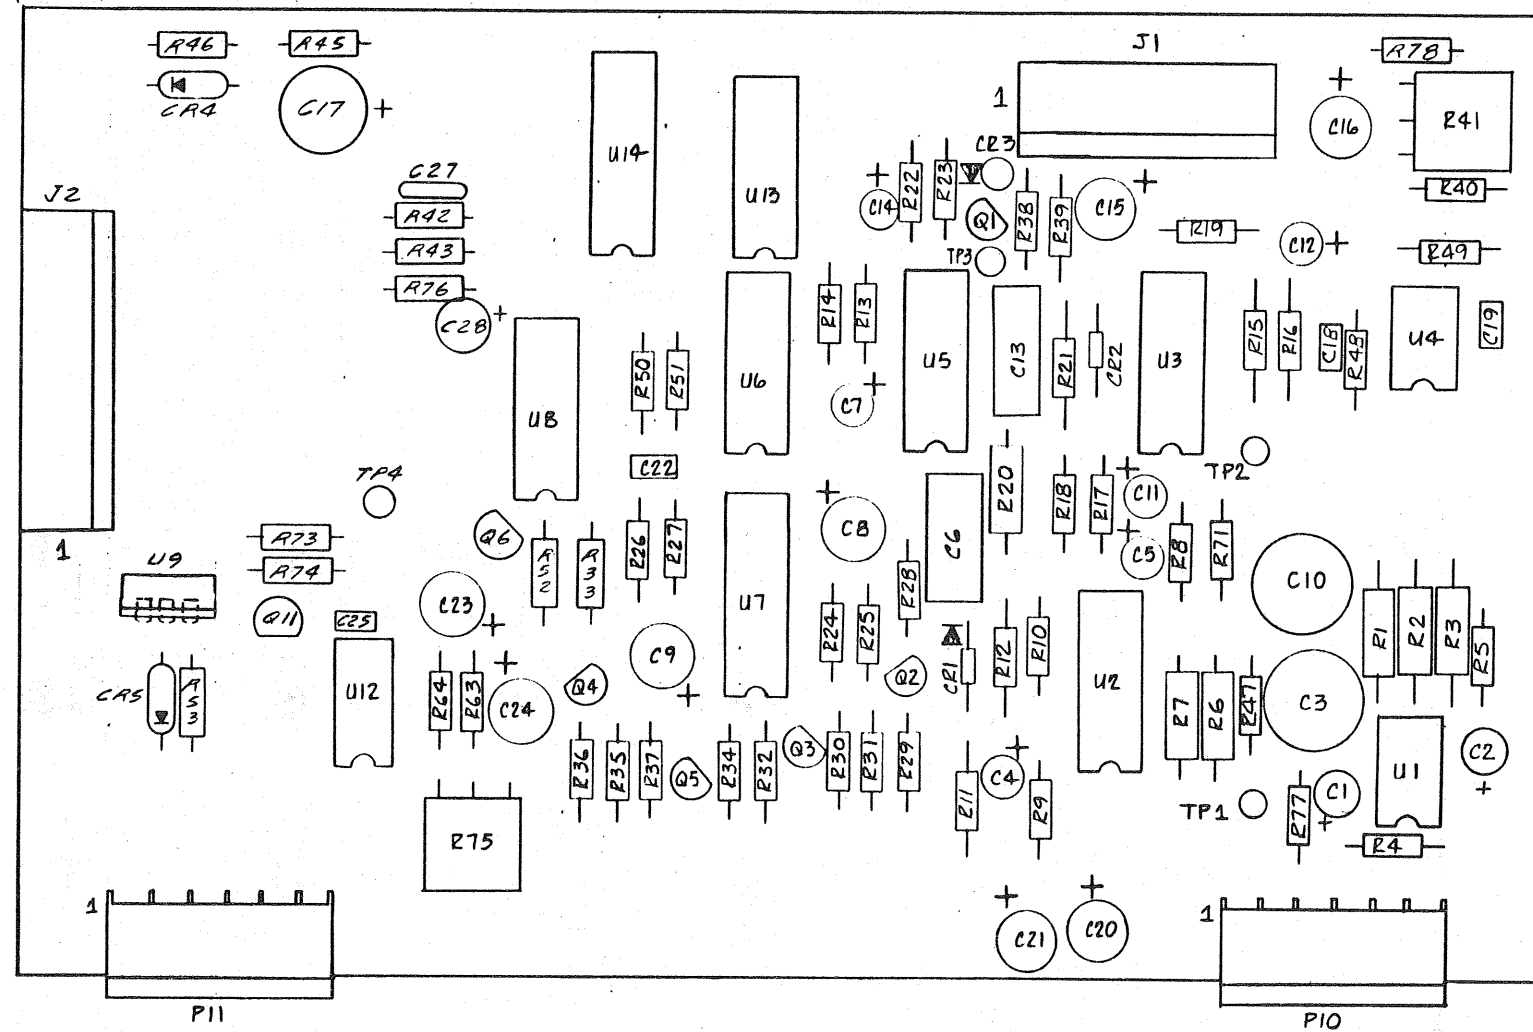 R46
R45
J1
R78
CR4
C17
+
1
+
C16
R41
U14
CR3
C27
J2
U13
+
C14
R22
R23
R38
R39
C15
+
R40
R42
Q1
R19
C12
+
R43
TP3
R49
R76
C28
+
R14
R13
U5
C13
R21
CR2
U3
R15
R16
C18
R48
U4
C19
U8
R50
R51
U6
C7
+
TP4
C22
R20
R18
R17
+
C11
TP2
1
R73
Q6
R52
R33
R26
R27
+
C8
C6
+
C5
R8
R71
U9
R74
C10
Q11
C25
C23
+
U7
R24
R25
R28
R12
R10
U2
R1
R2
R3
R5
CR5
R53
U12
R64
R63
+
C24
Q4
C9
+
Q2
CR1
R7
R6
R47
C3
R36
R35
R37
Q5
R34
R32
Q3
R30
R31
R29
R11
+
C4
R9
U1
C2
+
R75
TP1
R77
C1
+
R4
1
+
C21
+
C20
1
P11
P10